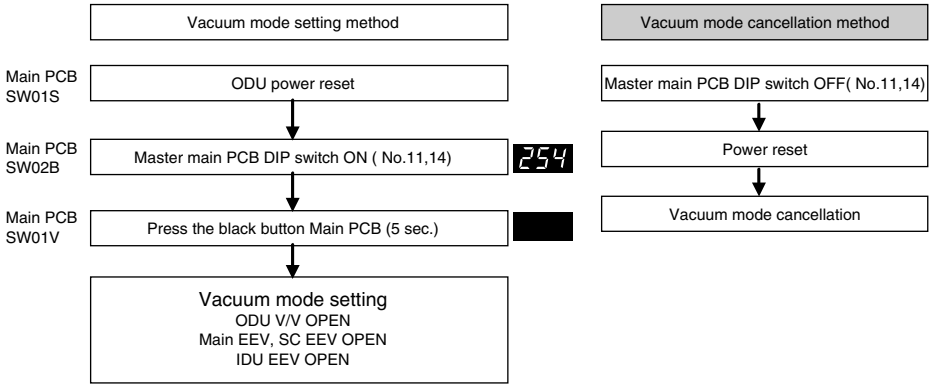 Vacuum mode setting method
Main PCB
SW01S
ODU power reset
Main PCB
SW02B
Master main PCB DIP switch ON ( No.11,14)
254
Main PCB
SW01V
Press the black button Main PCB (5 sec.)
Vacuum mode setting
ODU V/V OPEN
Main EEV, SC EEV OPEN
IDU EEV OPEN
Vacuum mode cancellation method
Master main PCB DIP switch OFF( No.11,14)
Power reset
Vacuum mode cancellation